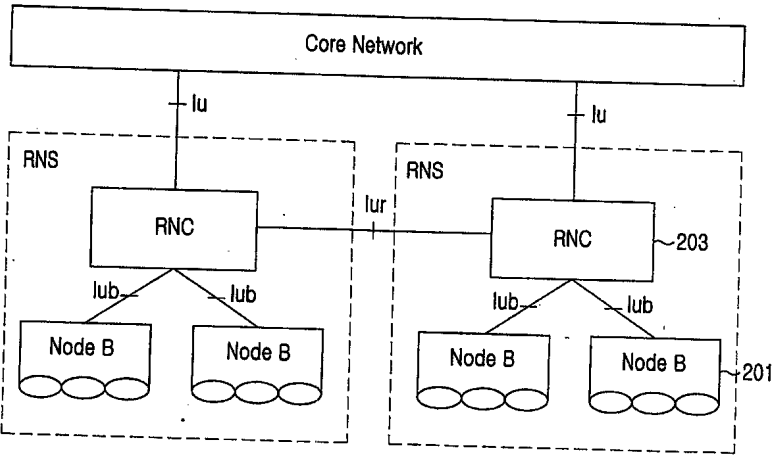 Core Network
Iu
Iu
RNS
RNS
Iur
RNC
RNC
203
Iub
Iub
Iub
Iub
Node B
Node B
Node B
Node B
201